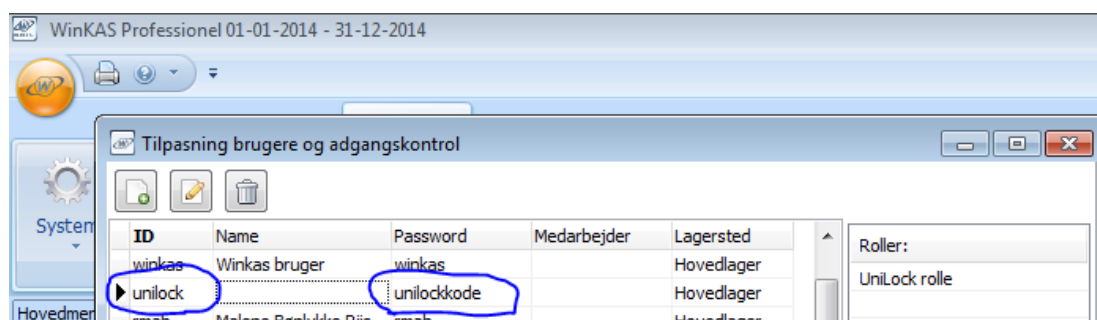 WinKAS Professionel 01-01-2014 - 31-12-2014
Tilpasning brugere og adgangskontrol
System
ID Name Password Medarbejder Lagersted
Roller:
winkas Winkas bruger winkas Hovedlager
UniLock rolle
unilock unilockkode Hovedlager
Hovedmen